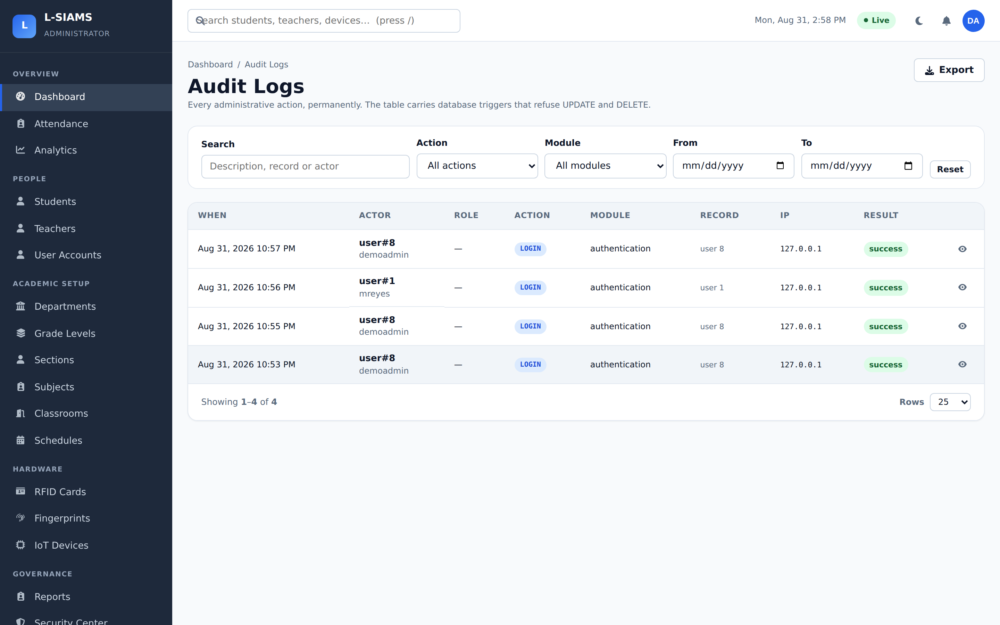 L
L-SIAMS
ADMINISTRATOR
OVERVIEW
Dashboard
Attendance
Analytics
PEOPLE
Students
Teachers
User Accounts
ACADEMIC SETUP
Departments
Grade Levels
Sections
Subjects
Classrooms
Schedules
HARDWARE
RFID Cards
Fingerprints
IoT Devices
GOVERNANCE
Reports
Security Center
Search students, teachers, devices… (press /)
Mon, Aug 31, 2:58 PM
Live
DA
Dashboard / Audit Logs
Export
Audit Logs
Every administrative action, permanently. The table carries database triggers that refuse UPDATE and DELETE.
Search Action Module From To
Description, record or actor All actions All modules mm/dd/yyyy mm/dd/yyyy Reset
WHEN ACTOR ROLE ACTION MODULE RECORD IP RESULT
Aug 31, 2026 10:57 PM user#8 — LOGIN authentication user 8 127.0.0.1 success
demoadmin
Aug 31, 2026 10:56 PM user#1 — LOGIN authentication user 1 127.0.0.1 success
mreyes
Aug 31, 2026 10:55 PM user#8 — LOGIN authentication user 8 127.0.0.1 success
demoadmin
Aug 31, 2026 10:53 PM user#8 — LOGIN authentication user 8 127.0.0.1 success
demoadmin
Showing 1–4 of 4
Rows 25